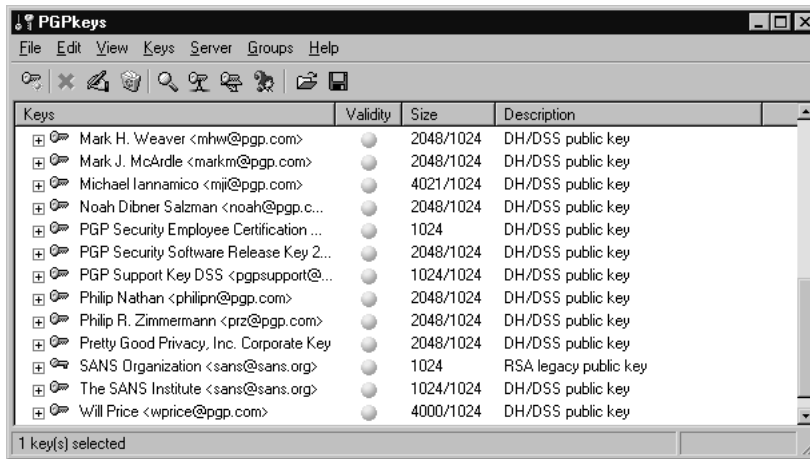 PGPkeys
File Edit View Keys Server Groups Help
Keys Validity Size Description
Mark H. Weaver <mhw@pgp.com> 2048/1024 DH/DSS public key
Mark J. McArdle <markm@pgp.com> 2048/1024 DH/DSS public key
Michael Iannamico <mji@pgp.com> 4021/1024 DH/DSS public key
Noah Dibner Salzman <noah@pgp.c... 2048/1024 DH/DSS public key
PGP Security Employee Certification ... 1024 DH/DSS public key
PGP Security Software Release Key 2... 2048/1024 DH/DSS public key
PGP Support Key DSS <pgpsupport@... 1024/1024 DH/DSS public key
Philip Nathan <philipn@pgp.com> 2048/1024 DH/DSS public key
Philip R. Zimmermann <prz@pgp.com> 2048/1024 DH/DSS public key
Pretty Good Privacy, Inc. Corporate Key 2048/1024 DH/DSS public key
SANS Organization <sans@sans.org> 1024 RSA legacy public key
The SANS Institute <sans@sans.org> 1024/1024 DH/DSS public key
Will Price <wprice@pgp.com> 4000/1024 DH/DSS public key
1 key(s) selected